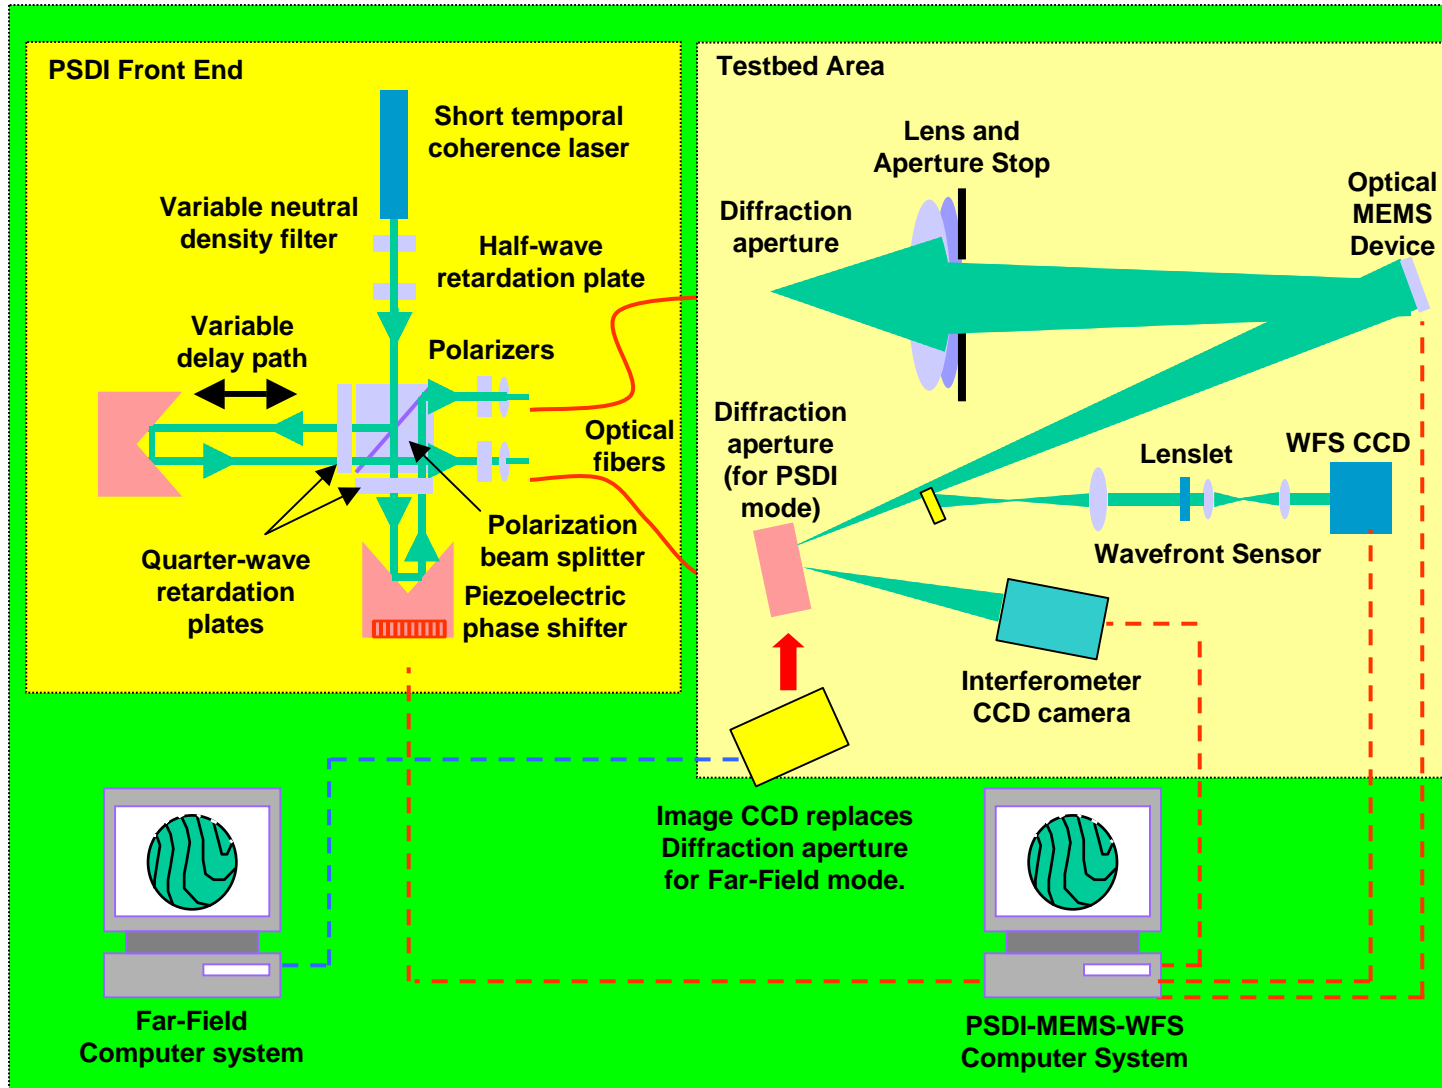 PSDI Front End
Short temporal
coherence laser
Variable neutral
density filter
Half-wave
retardation plate
Variable
delay path
Polarizers
Optical
fibers
Polarization
beam splitter
Quarter-wave
retardation
plates
Piezoelectric
phase shifter
Testbed Area
Lens and
Aperture Stop
Diffraction
aperture
Optical
MEMS
Device
Diffraction
aperture
(for PSDI
mode)
Lenslet
WFS CCD
Wavefront Sensor
Interferometer
CCD camera
Image CCD replaces
Diffraction aperture
for Far-Field mode.
Far-Field
Computer system
PSDI-MEMS-WFS
Computer System